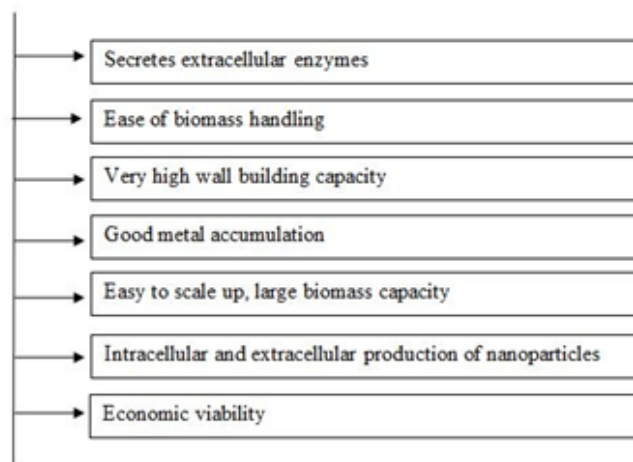 Secretes extracellular enzymes
Ease of biomass handling
Very high wall building capacity
Good metal accumulation
Easy to scale up, large biomass capacity
Intracellular and extracellular production of nanoparticles
Economic viability